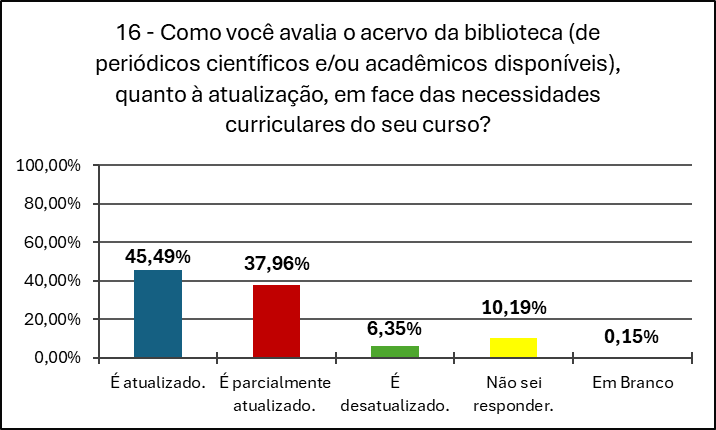 16 - Como você avalia o acervo da biblioteca (de
periódicos científicos e/ou acadêmicos disponíveis),
quanto à atualização, em face das necessidades
curriculares do seu curso?
100,00%
80,00%
60,00%
40,00%
20,00%
0,00%
45,49%
37,96%
6,35%
10,19%
0,15%
É atualizado.
É parcialmente
atualizado.
É
desatualizado.
Não sei
responder.
Em Branco